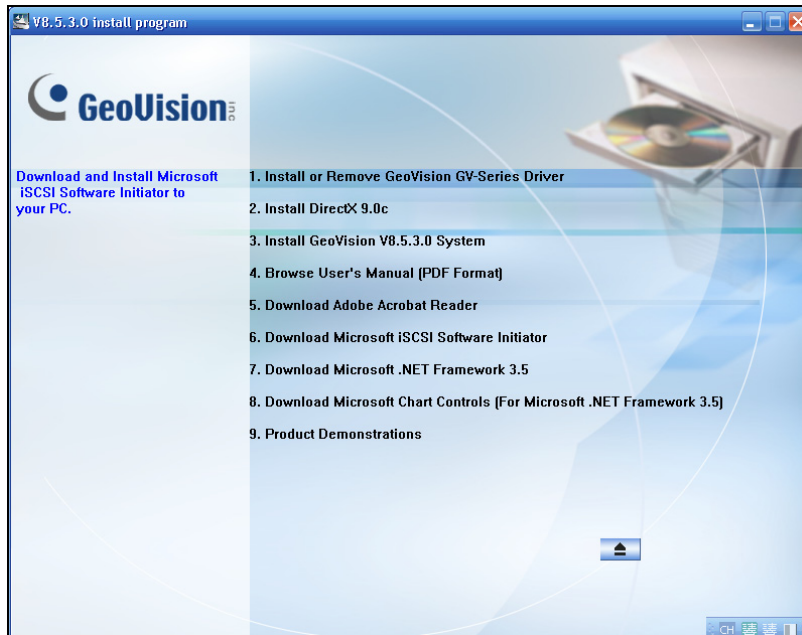 V8.5.3.0 install program
GeoVision Inc
Download and Install Microsoft
iSCSI Software Initiator to
your PC.
1. Install or Remove GeoVision GV-Series Driver
2. Install DirectX 9.0c
3. Install GeoVision V8.5.3.0 System
4. Browse User's Manual (PDF Format)
5. Download Adobe Acrobat Reader
6. Download Microsoft iSCSI Software Initiator
7. Download Microsoft .NET Framework 3.5
8. Download Microsoft Chart Controls (For Microsoft .NET Framework 3.5)
9. Product Demonstrations
CH